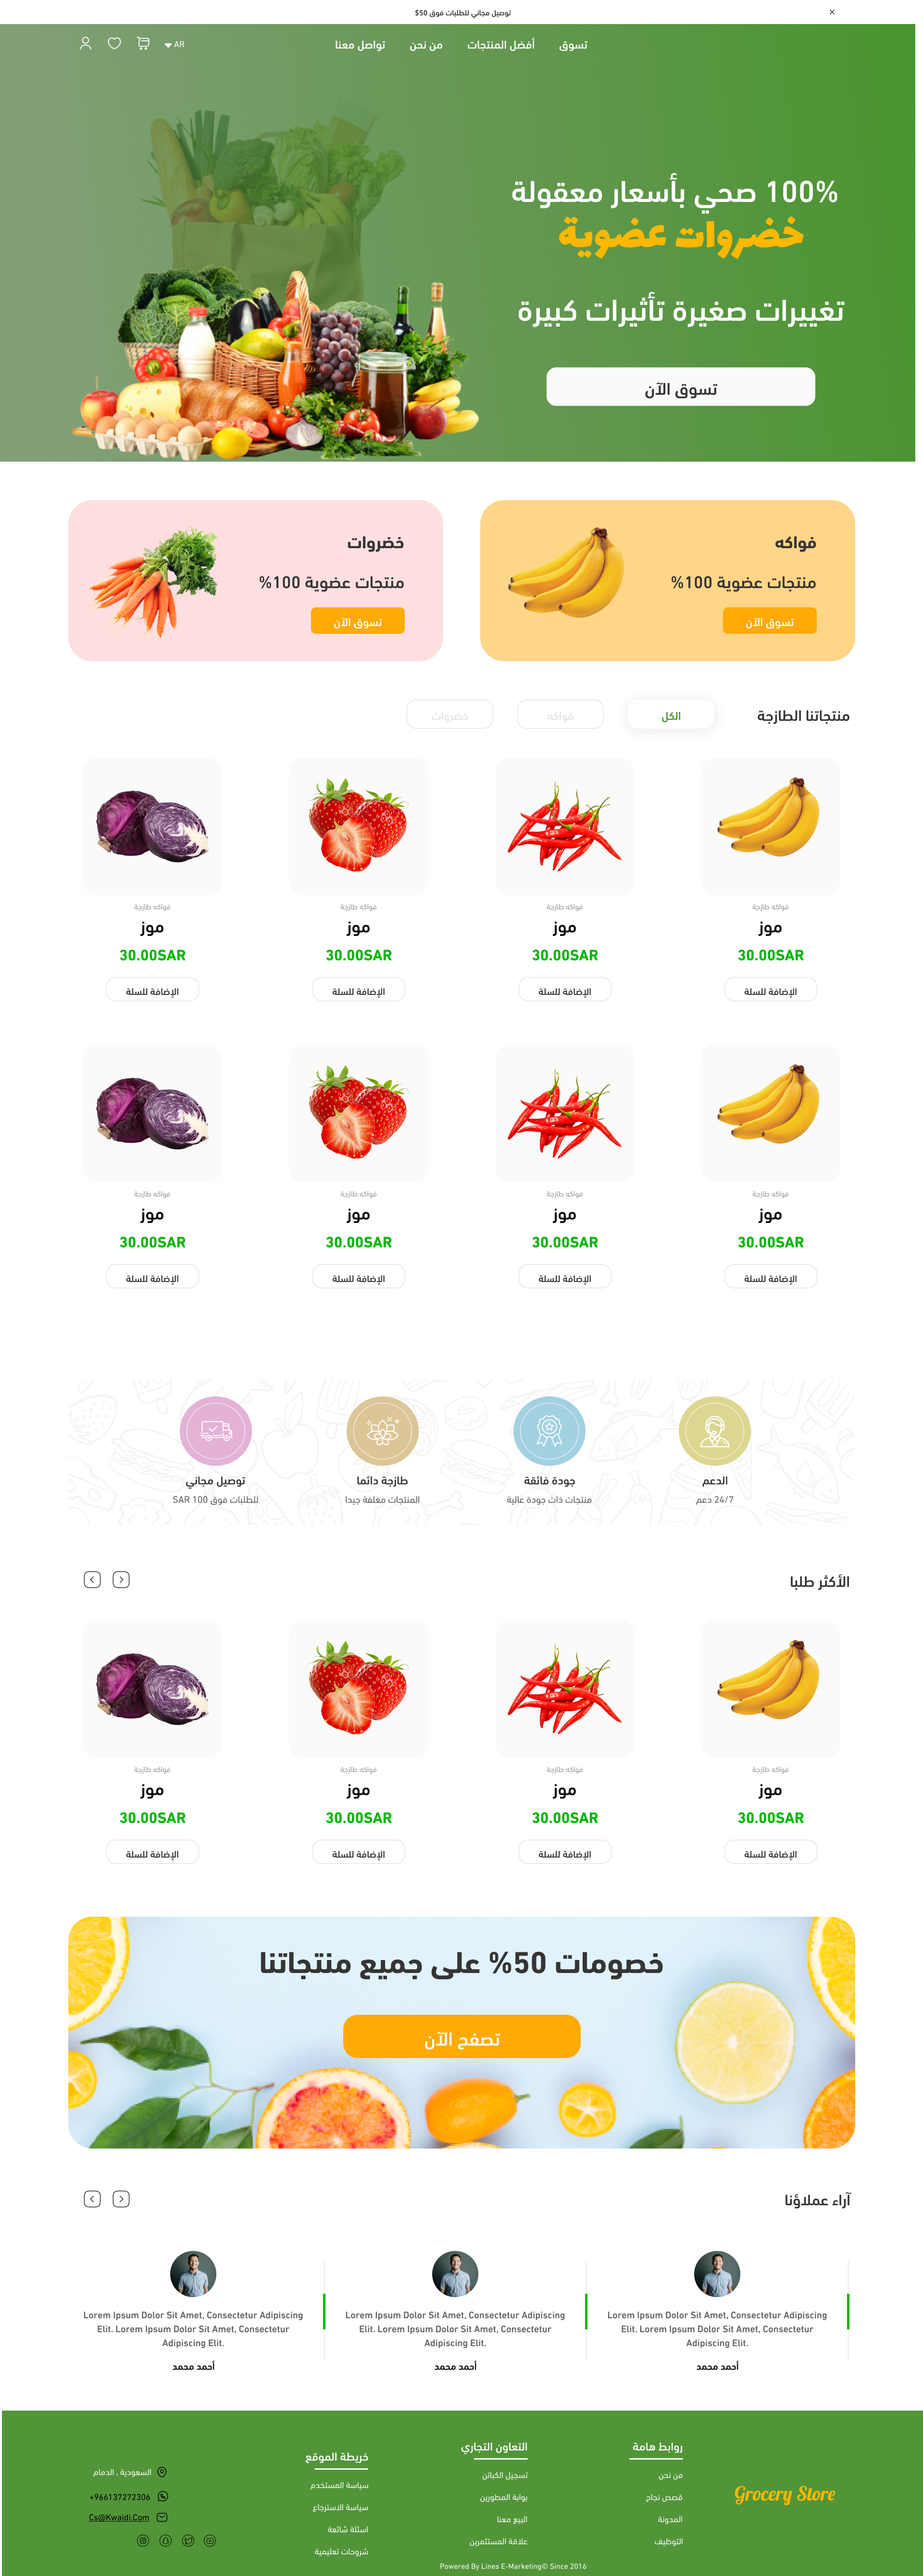 توصيل مجاني للطلبات فوق 50$
تسوق
أفضل المنتجات
من نحن
تواصل معنا
AR
100% صحي بأسعار معقولة
خضروات عضوية
تغييرات صغيرة تأثيرات كبيرة
تسوق الآن
فواكه
منتجات عضوية 100%
تسوق الآن
خضروات
منتجات عضوية 100%
تسوق الآن
منتجاتنا الطازجة
الكل
فواكه
خضروات
فواكه طازجة
موز
30.00SAR
الإضافة للسلة
فواكه طازجة
موز
30.00SAR
الإضافة للسلة
فواكه طازجة
موز
30.00SAR
الإضافة للسلة
فواكه طازجة
موز
30.00SAR
الإضافة للسلة
فواكه طازجة
موز
30.00SAR
الإضافة للسلة
فواكه طازجة
موز
30.00SAR
الإضافة للسلة
فواكه طازجة
موز
30.00SAR
الإضافة للسلة
فواكه طازجة
موز
30.00SAR
الإضافة للسلة
الدعم
24/7 دعم
جودة فائقة
منتجات ذات جودة عالية
طازجة دائما
المنتجات مغلفة جيدا
توصيل مجاني
للطلبات فوق 100 SAR
الأكثر طلبا
فواكه طازجة
موز
30.00SAR
الإضافة للسلة
فواكه طازجة
موز
30.00SAR
الإضافة للسلة
فواكه طازجة
موز
30.00SAR
الإضافة للسلة
فواكه طازجة
موز
30.00SAR
الإضافة للسلة
خصومات 50% على جميع منتجاتنا
تصفح الآن
آراء عملاؤنا
Lorem Ipsum Dolor Sit Amet, Consectetur Adipiscing
Elit. Lorem Ipsum Dolor Sit Amet, Consectetur
Adipiscing Elit.
أحمد محمد
Lorem Ipsum Dolor Sit Amet, Consectetur Adipiscing
Elit. Lorem Ipsum Dolor Sit Amet, Consectetur
Adipiscing Elit.
أحمد محمد
Lorem Ipsum Dolor Sit Amet, Consectetur Adipiscing
Elit. Lorem Ipsum Dolor Sit Amet, Consectetur
Adipiscing Elit.
أحمد محمد
Grocery Store
روابط هامة
من نحن
قصص نجاح
المدونة
التوظيف
التعاون التجاري
تسجيل الكباتن
بوابة المطورين
البيع معنا
علاقة المستثمرين
خريطة الموقع
سياسة المستخدم
سياسة الاسترجاع
اسئلة شائعة
شروحات تعليمية
السعودية , الدمام
+966137272306
Cs@Kwaidi.Com
Powered By Lines E-Marketing© Since 2016